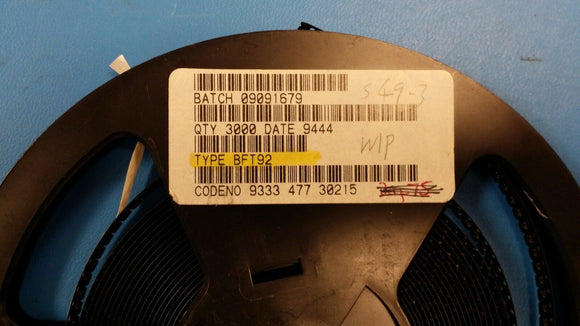 BATCH 09091679
S49-3
QTY 3000 DATE 9444
WIP
TYPE BFT92
CODENO 9333 477 30215